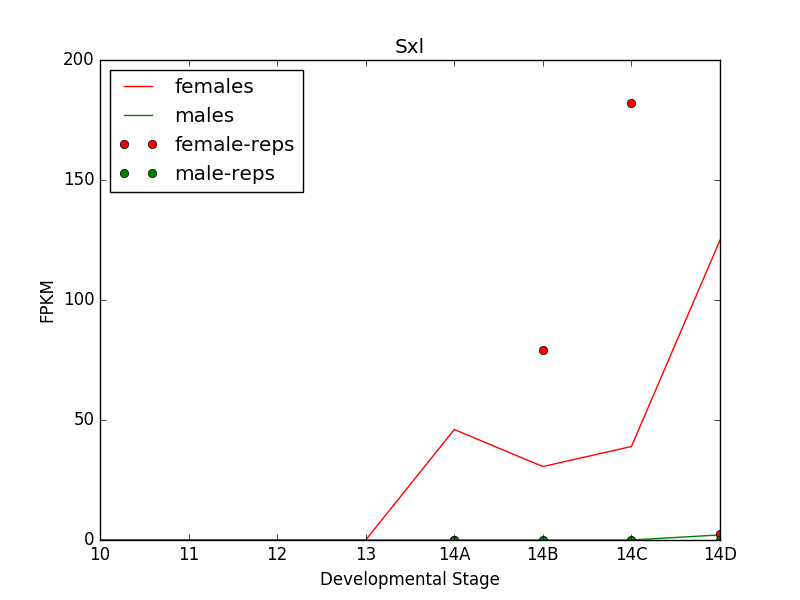 Sxl
200
150
100
50
0
FPKM
females
males
female-reps
male-reps
10 11 12 13 14A 14B 14C 14D
Developmental Stage